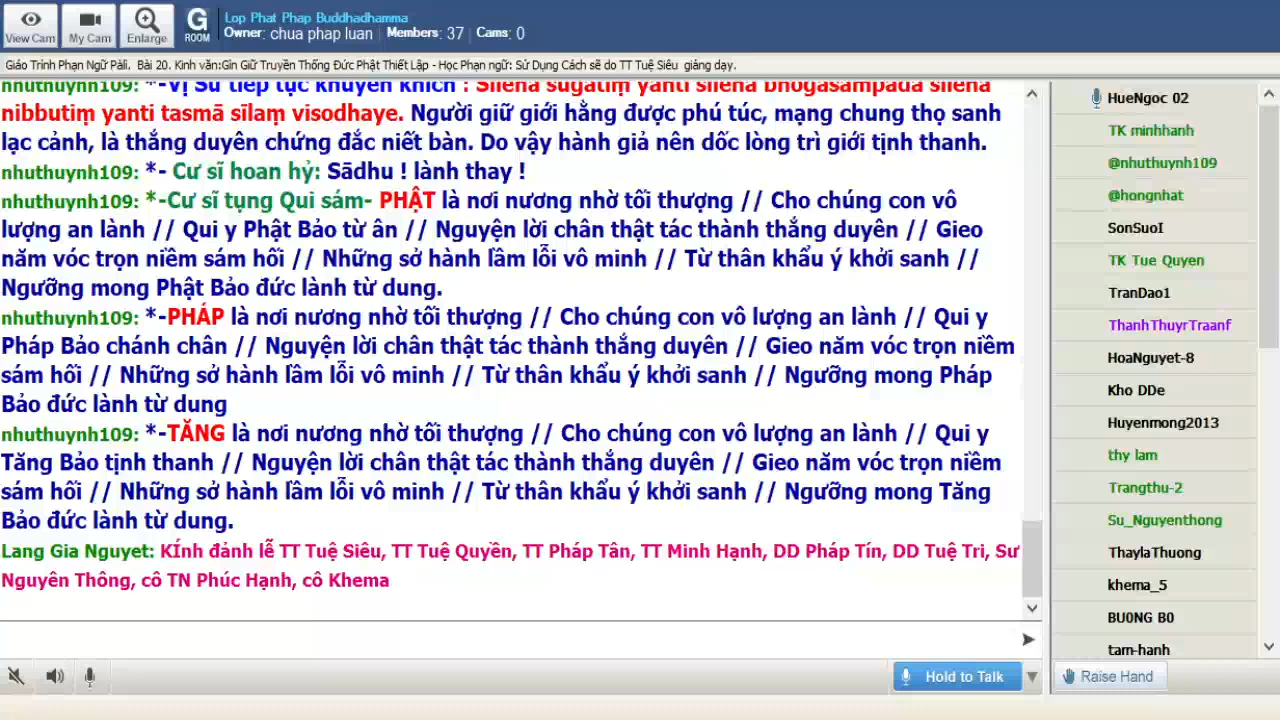 View Cam
My Cam
Enlarge
G ROOM
Lop Phat Phap Buddhadhamma
Owner: chua phap luan Members: 37 Cams: 0
Giáo Trình Phạn Ngữ Pàli. Bài 20. Kinh văn:Gìn Giữ Truyền Thống Đức Phật Thiết Lập - Học Phạn ngữ: Sử Dụng Cách sẽ do TT Tuệ Siêu giảng dạy.
nhuthuynh109: *-Vị Sư tiếp tục khuyến khích : Sīlena sugatiṃ yanti sīlena bhogasampadā sīlena
nibbutiṃ yanti tasmā sīlaṃ visodhaye. Người giữ giới hằng được phú túc, mạng chung thọ sanh
lạc cảnh, là thắng duyên chứng đắc niết bàn. Do vậy hành giả nên dốc lòng trì giới tịnh thanh.
nhuthuynh109: *- Cư sĩ hoan hỷ: Sādhu ! lành thay !
nhuthuynh109: *-Cư sĩ tụng Qui sám- PHẬT là nơi nương nhờ tối thượng // Cho chúng con vô
lượng an lành // Qui y Phật Bảo từ ân // Nguyện lời chân thật tác thành thắng duyên // Gieo
năm vóc trọn niềm sám hối // Những sở hành lầm lỗi vô minh // Từ thân khẩu ý khởi sanh //
Ngưỡng mong Phật Bảo đức lành từ dung.
nhuthuynh109: *-PHÁP là nơi nương nhờ tối thượng // Cho chúng con vô lượng an lành // Qui y
Pháp Bảo chánh chân // Nguyện lời chân thật tác thành thắng duyên // Gieo năm vóc trọn niềm
sám hối // Những sở hành lầm lỗi vô minh // Từ thân khẩu ý khởi sanh // Ngưỡng mong Pháp
Bảo đức lành từ dung
nhuthuynh109: *-TĂNG là nơi nương nhờ tối thượng // Cho chúng con vô lượng an lành // Qui y
Tăng Bảo tịnh thanh // Nguyện lời chân thật tác thành thắng duyên // Gieo năm vóc trọn niềm
sám hối // Những sở hành lầm lỗi vô minh // Từ thân khẩu ý khởi sanh // Ngưỡng mong Tăng
Bảo đức lành từ dung.
Lang Gia Nguyet: KÍnh đảnh lễ TT Tuệ Siêu, TT Tuệ Quyền, TT Pháp Tân, TT Minh Hạnh, DD Pháp Tín, DD Tuệ Tri, Sư
Nguyên Thông, cô TN Phúc Hạnh, cô Khema
Hold to Talk
HueNgoc 02
TK minhhanh
@nhuthuynh109
@hongnhat
SonSuoI
TK Tue Quyen
TranDao1
ThanhThuyrTraanf
HoaNguyet-8
Kho DDe
Huyenmong2013
thy lam
Trangthu-2
Su_Nguyenthong
ThaylaThuong
khema_5
BU0NG B0
tam-hanh
Raise Hand